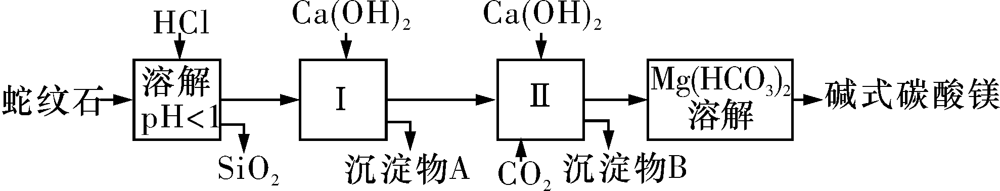 HCl
Ca(OH)₂
Ca(OH)₂
蛇纹石
溶解
pH<1
Ⅰ
Ⅱ
Mg(HCO₃)₂
溶解
碱式碳酸镁
SiO₂
沉淀物A
CO₂
沉淀物B